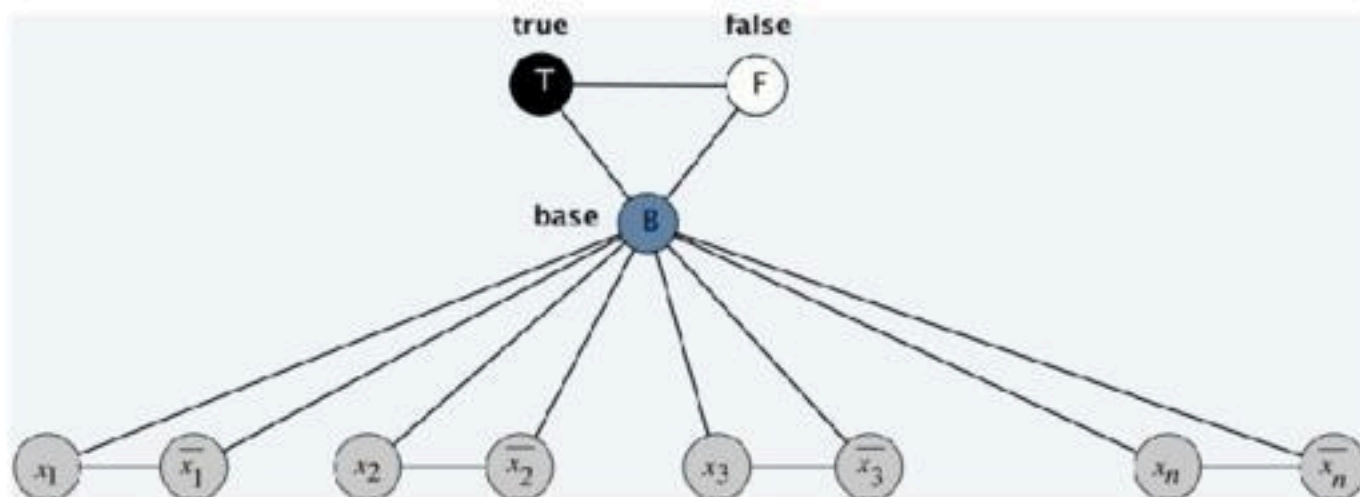 true false
T F
base B
x₁ x̅₁ x₂ x̅₂ x₃ x̅₃ xₙ x̅ₙ